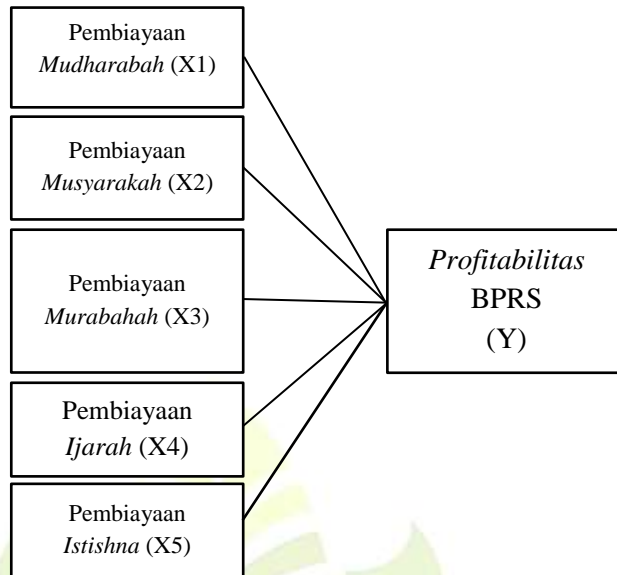 Pembiayaan
Mudharabah (X1)
Pembiayaan
Musyarakah (X2)
Pembiayaan
Murabahah (X3)
Pembiayaan
Ijarah (X4)
Pembiayaan
Istishna (X5)
Profitabilitas
BPRS
(Y)